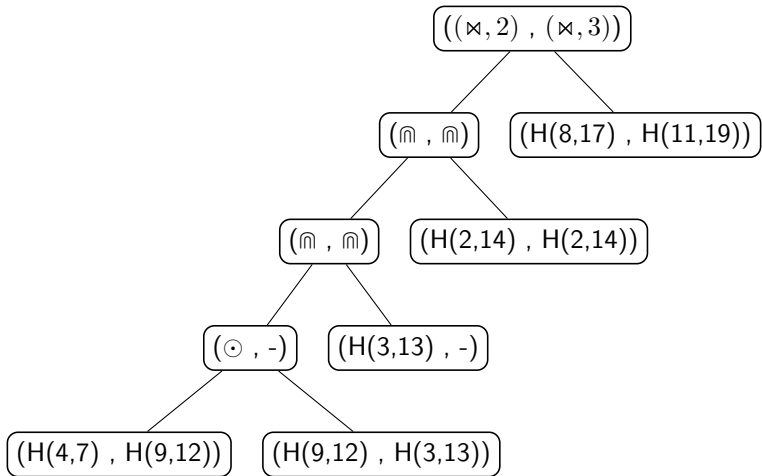 ((⋈, 2) , (⋈, 3))
(⋒ , ⋒)
(H(8,17) , H(11,19))
(⋒ , ⋒)
(H(2,14) , H(2,14))
(⊙ , -)
(H(3,13) , -)
(H(4,7) , H(9,12))
(H(9,12) , H(3,13))